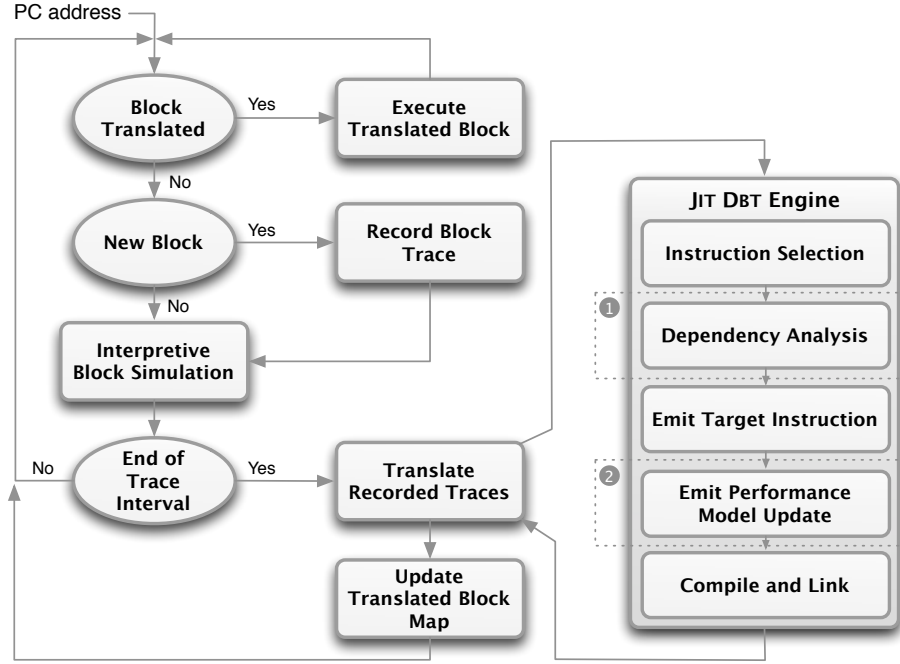 PC address
Block
Translated
Yes
Execute
Translated Block
No
New Block
Yes
Record Block
Trace
No
Interpretive
Block Simulation
End of
Trace
Interval
No
Yes
Translate
Recorded Traces
Update
Translated Block
Map
JIT DBT Engine
Instruction Selection
1
Dependency Analysis
Emit Target Instruction
2
Emit Performance
Model Update
Compile and Link